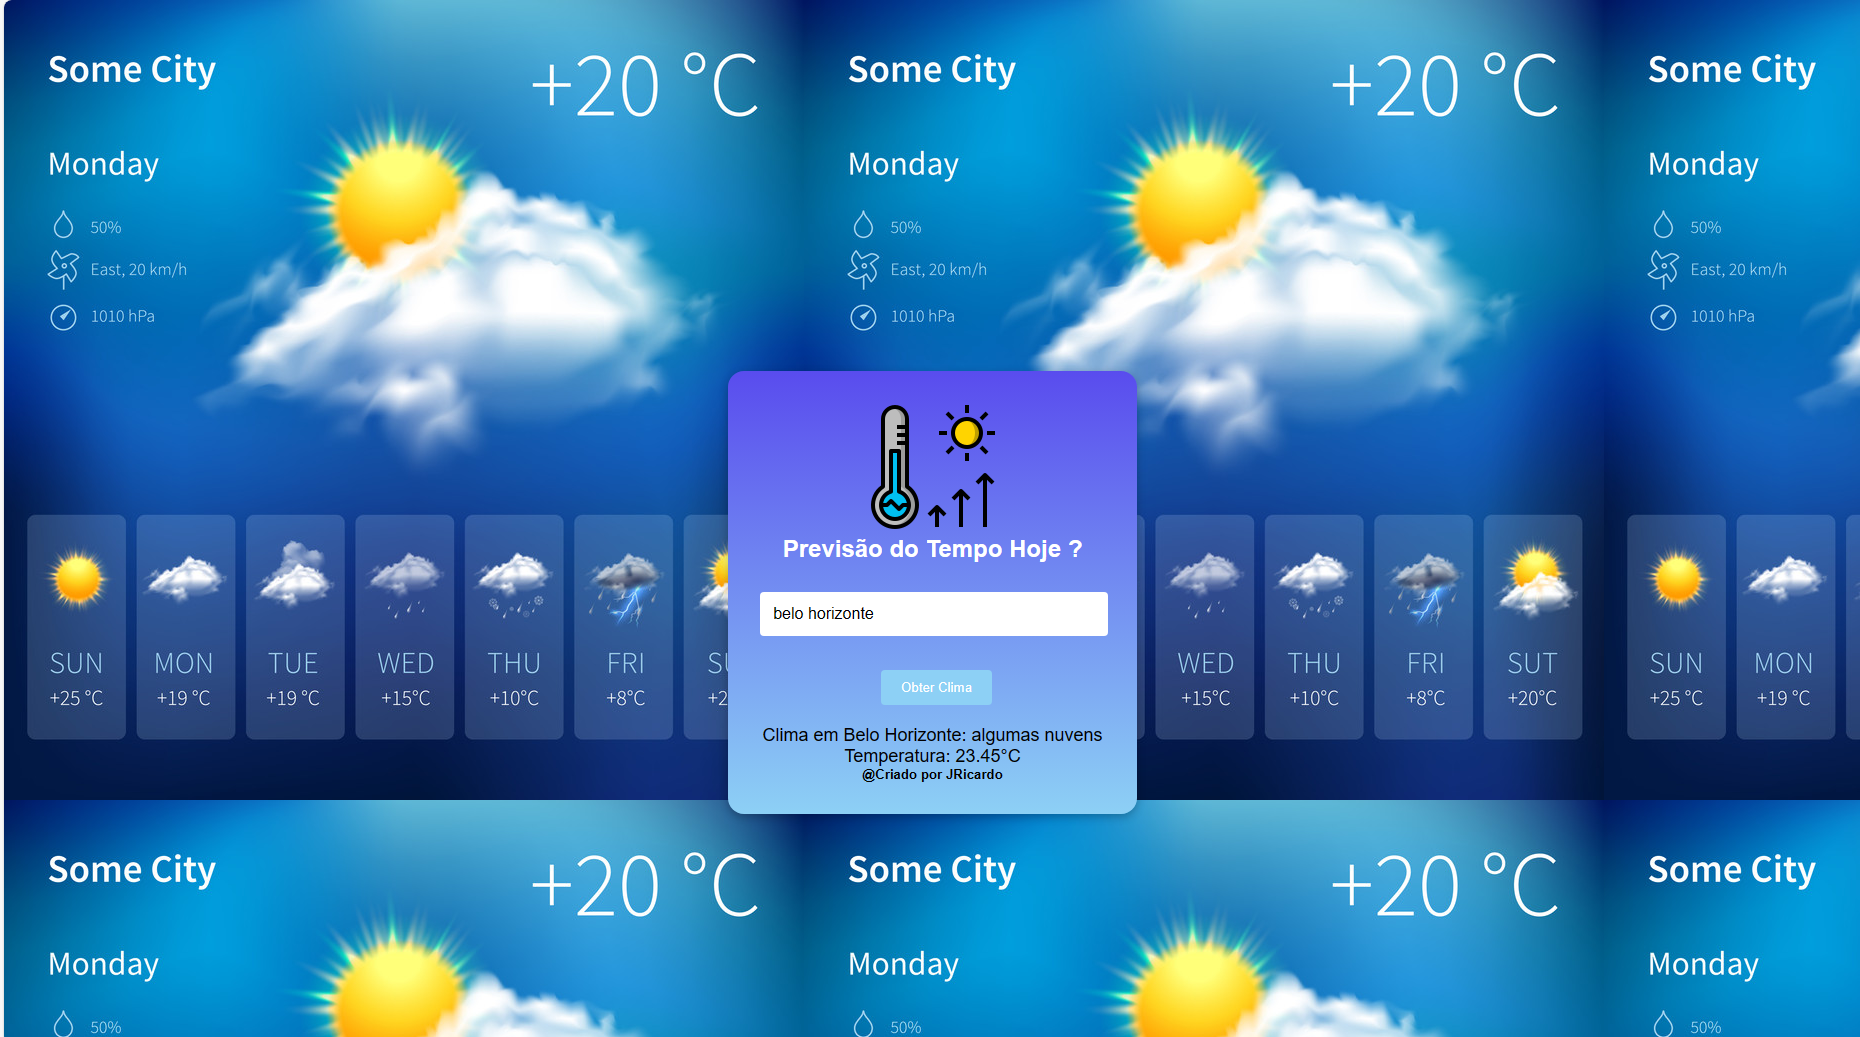 Some City
+20 °C
Monday
50%
East, 20 km/h
1010 hPa
SUN
+25 °C
MON
+19 °C
TUE
+19 °C
WED
+15°C
THU
+10°C
FRI
+8°C
SU
+2
Some City
+20 °C
Monday
50%
East, 20 km/h
1010 hPa
WED
+15°C
THU
+10°C
FRI
+8°C
SUT
+20°C
Some City
Monday
50%
East, 20 km/h
1010 hPa
SUN
+25 °C
MON
+19 °C
Previsão do Tempo Hoje ?
belo horizonte
Obter Clima
Clima em Belo Horizonte: algumas nuvens
Temperatura: 23.45°C
@Criado por JRicardo
Some City
+20 °C
Monday
50%
Some City
+20 °C
Monday
50%
Some City
Monday
50%